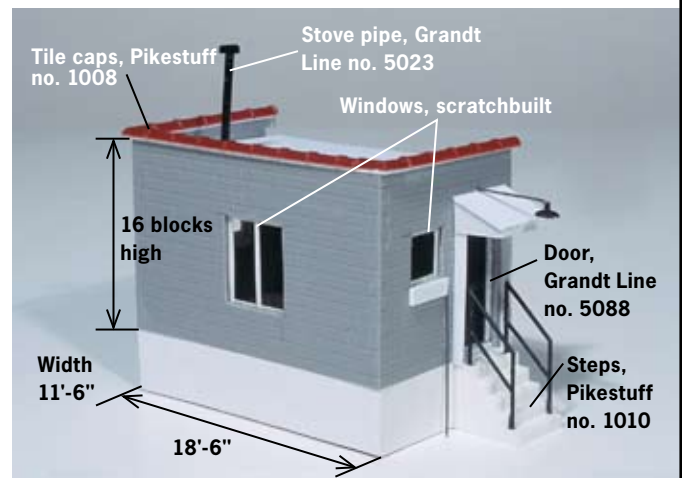 Tile caps, Pikestuff
no. 1008
Stove pipe, Grandt
Line no. 5023
Windows, scratchbuilt
16 blocks
high
Door,
Grandt Line
no. 5088
Width
11'-6"
18'-6"
Steps,
Pikestuff
no. 1010